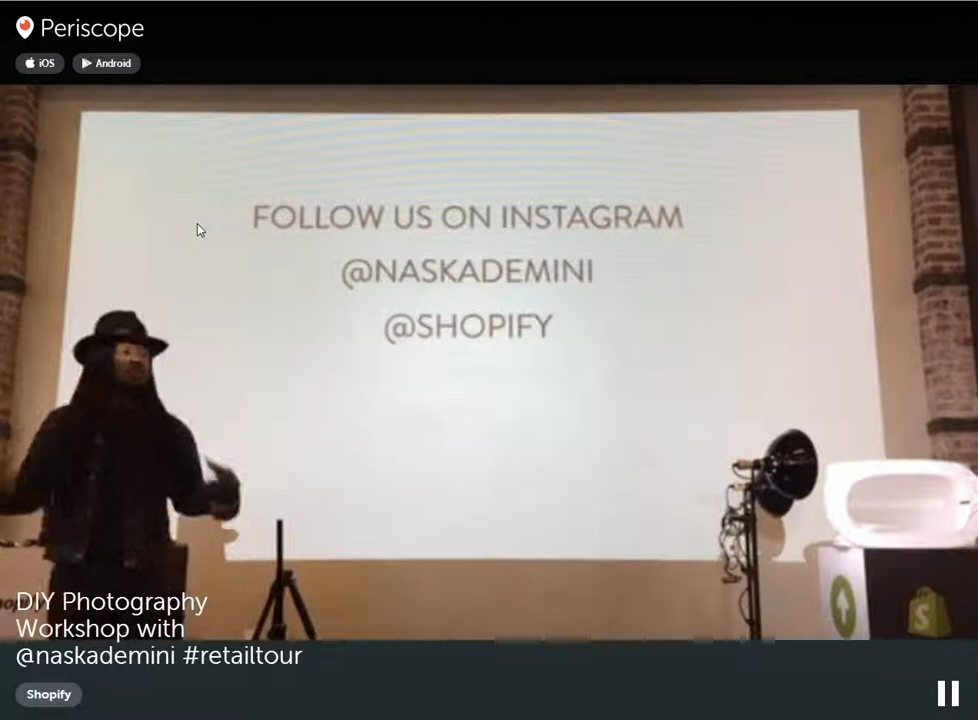 Periscope
iOS
Android
FOLLOW US ON INSTAGRAM
@NASKADEMINI
@SHOPIFY
DIY Photography
Workshop with
@naskademini #retailtour
Shopify
S